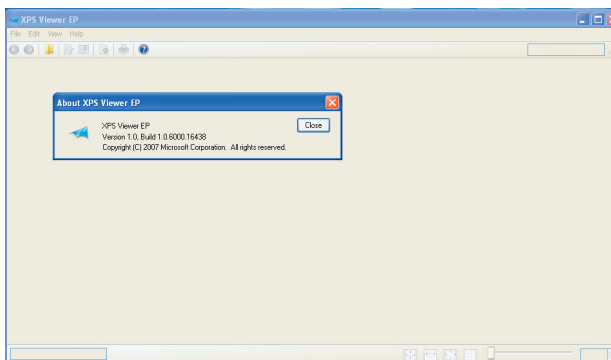 XPS Viewer EP
File Edit View Help
About XPS Viewer EP
XPS Viewer EP
Close
Version 1.0, Build 1.0.6000.16438
Copyright (C) 2007 Microsoft Corporation. All rights reserved.